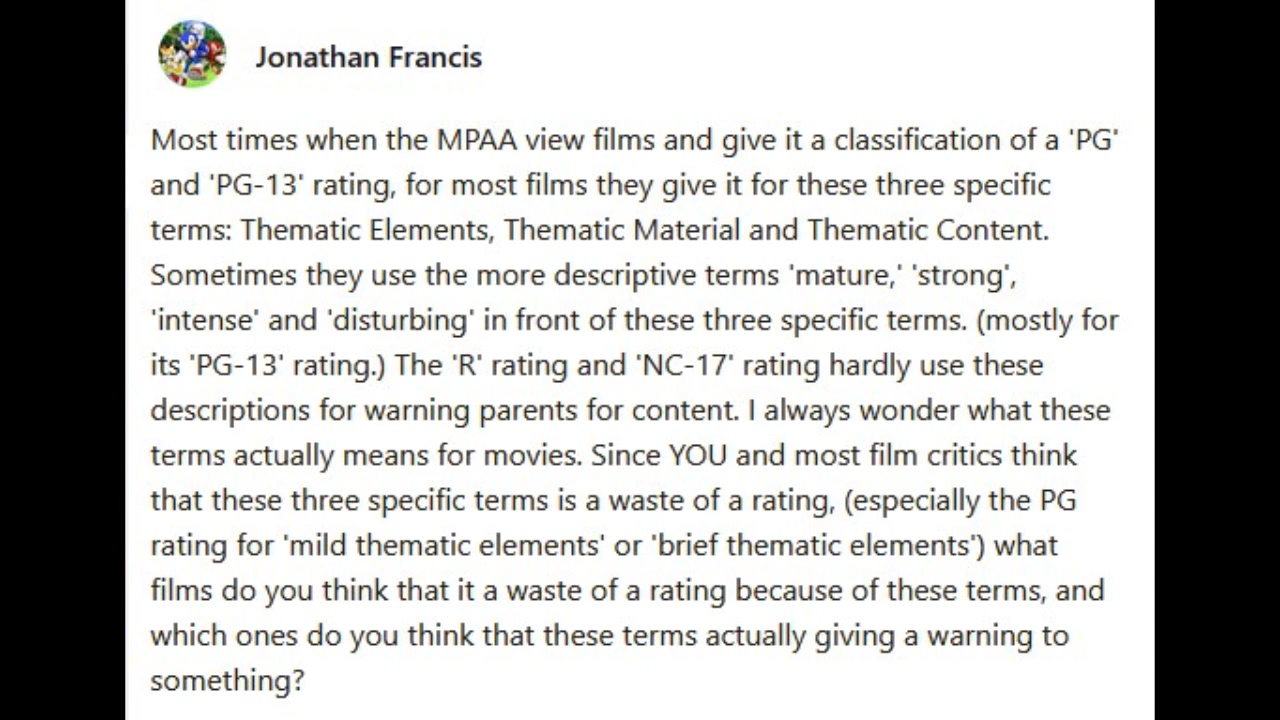 Jonathan Francis
Most times when the MPAA view films and give it a classification of a 'PG'
and 'PG-13' rating, for most films they give it for these three specific
terms: Thematic Elements, Thematic Material and Thematic Content.
Sometimes they use the more descriptive terms 'mature,' 'strong',
'intense' and 'disturbing' in front of these three specific terms. (mostly for
its 'PG-13' rating.) The 'R' rating and 'NC-17' rating hardly use these
descriptions for warning parents for content. I always wonder what these
terms actually means for movies. Since YOU and most film critics think
that these three specific terms is a waste of a rating, (especially the PG
rating for 'mild thematic elements' or 'brief thematic elements') what
films do you think that it a waste of a rating because of these terms, and
which ones do you think that these terms actually giving a warning to
something?